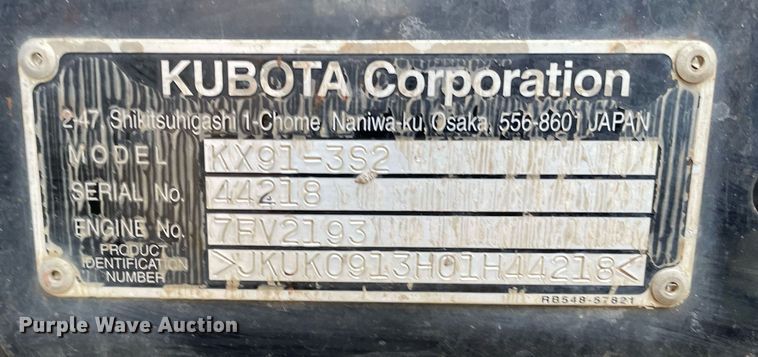 KUBOTA Corporation
2-47, Shikitsuhigashi 1-Chome, Naniwa-ku, Osaka, 556-8601 JAPAN
MODEL KX91-3S2
SERIAL No. 44218
ENGINE No. 7EV2193
PRODUCT IDENTIFICATION NUMBER >JKUK0913H01H44218<
RB548-57821
Purple Wave Auction